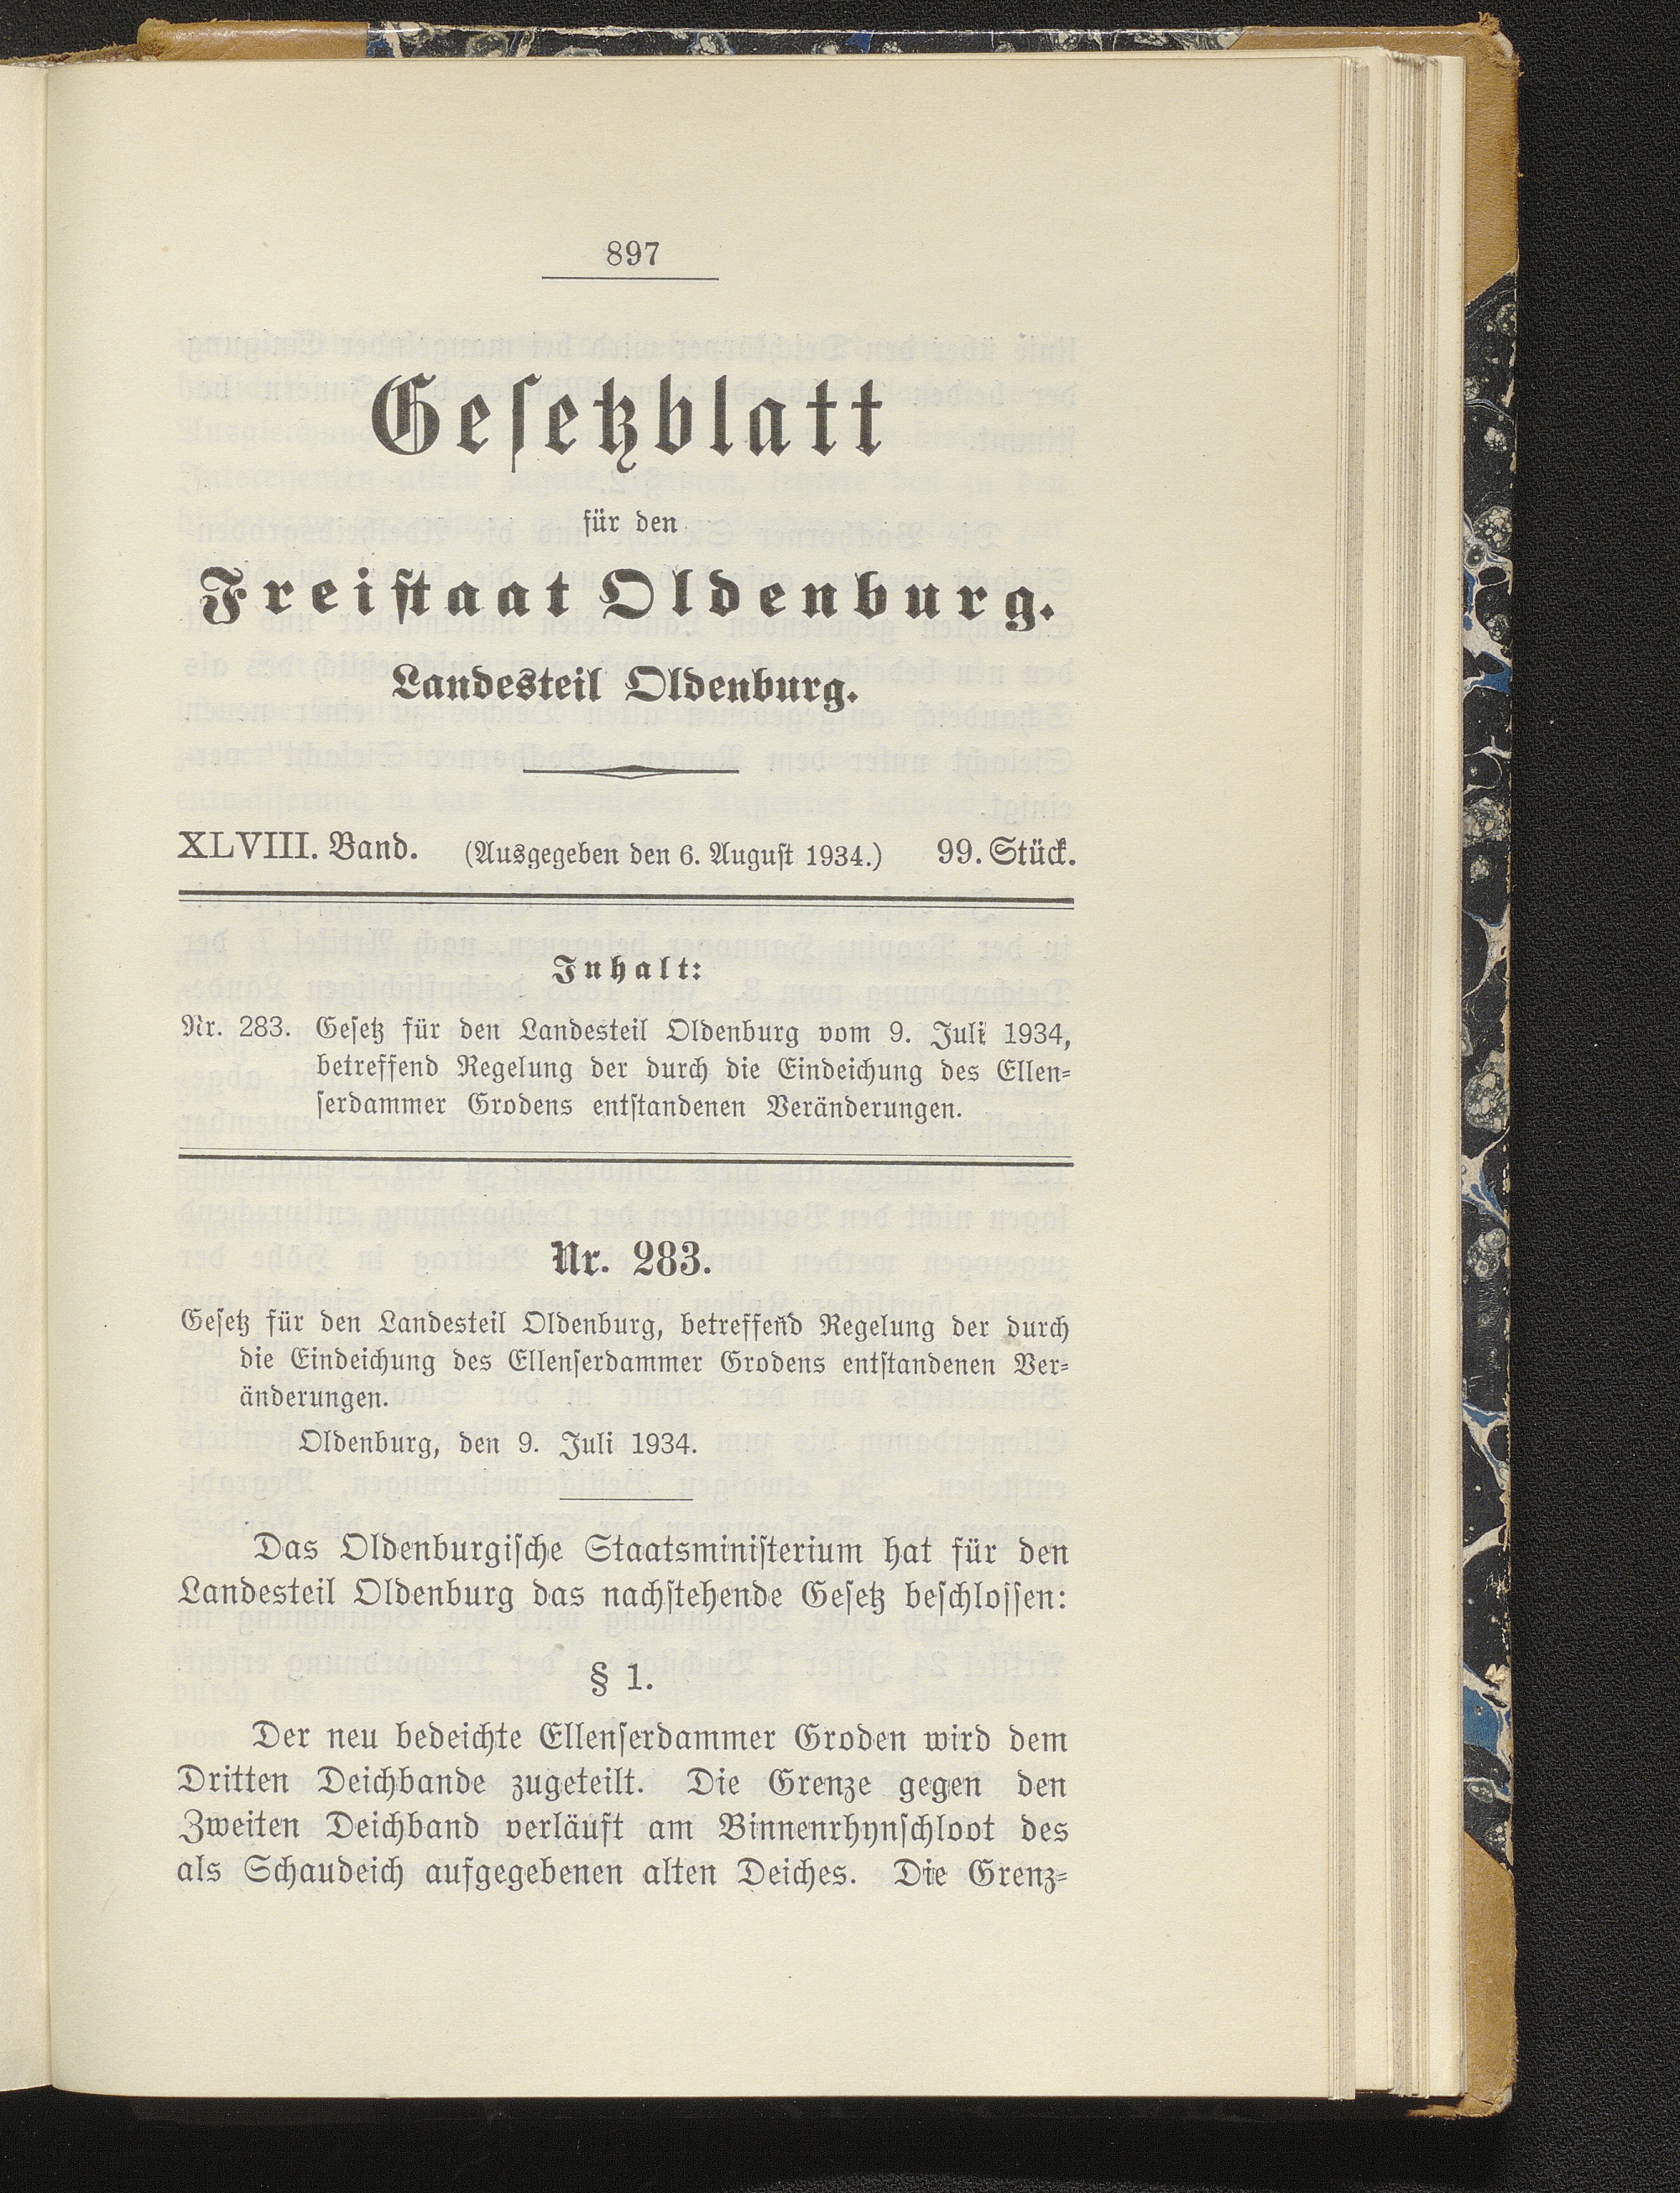 897
Gesetzblatt
für den
Freistaat Oldenburg.
Landesteil Oldenburg.
XLVIII. Band. (Ausgegeben den 6. August 1934.) 99. Stück.
Inhalt:
Nr. 283. Gesetz für den Landesteil Oldenburg vom 9. Juli 1934,
betreffend Regelung der durch die Eindeichung des Ellen-
serdammer Grodens entstandenen Veränderungen.
Nr. 283.
Gesetz für den Landesteil Oldenburg, betreffend Regelung der durch
die Eindeichung des Ellenserdammer Grodens entstandenen Ver-
änderungen.
Oldenburg, den 9. Juli 1934.
Das Oldenburgische Staatsministerium hat für den
Landesteil Oldenburg das nachstehende Gesetz beschlossen:
§ 1.
Der neu bedeichte Ellenserdammer Groden wird dem
Dritten Deichbande zugeteilt. Die Grenze gegen den
Zweiten Deichband verläuft am Binnenrhynschloot des
als Schaudeich aufgegebenen alten Deiches. Die Grenz-